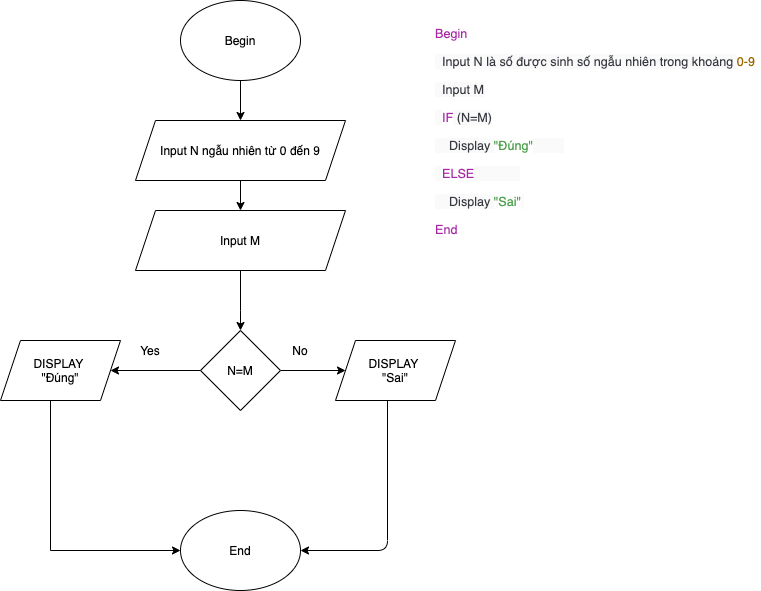 Begin
Input N ngẫu nhiên từ 0 đến 9
Input M
N=M
Yes
No
DISPLAY
"Đúng"
DISPLAY
"Sai"
End
Begin
Input N là số được sinh số ngẫu nhiên trong khoảng 0-9
Input M
IF (N=M)
Display "Đúng"
ELSE
Display "Sai"
End